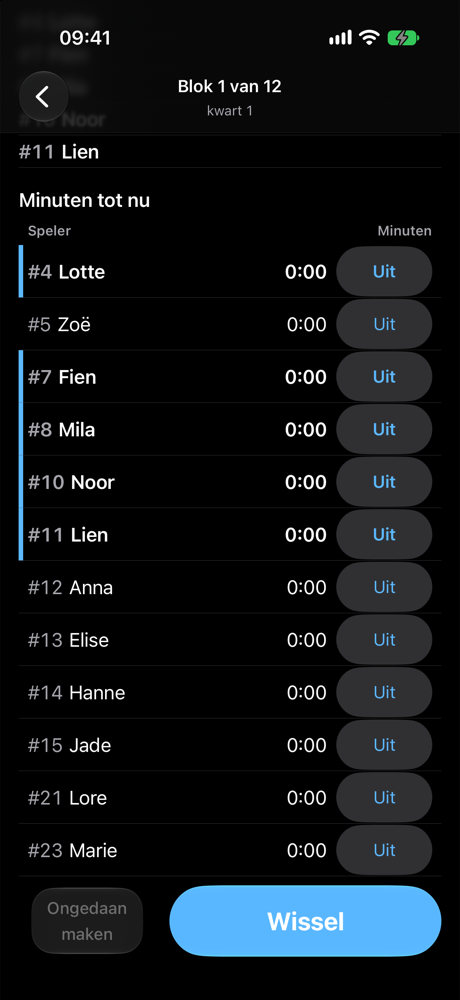 09:41
Blok 1 van 12
kwart 1
#11 Lien
Minuten tot nu
Speler Minuten
#4 Lotte 0:00 Uit
#5 Zoë 0:00 Uit
#7 Fien 0:00 Uit
#8 Mila 0:00 Uit
#10 Noor 0:00 Uit
#11 Lien 0:00 Uit
#12 Anna 0:00 Uit
#13 Elise 0:00 Uit
#14 Hanne 0:00 Uit
#15 Jade 0:00 Uit
#21 Lore 0:00 Uit
#23 Marie 0:00 Uit
Ongedaan
maken
Wissel